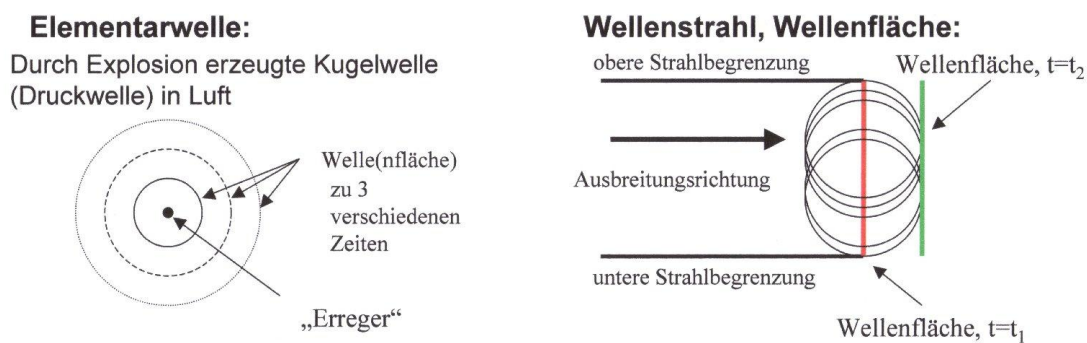 Elementarwelle:
Durch Explosion erzeugte Kugelwelle
(Druckwelle) in Luft
Welle(nfläche)
zu 3
verschiedenen
Zeiten
„Erreger“
Wellenstrahl, Wellenfläche:
obere Strahlbegrenzung
Wellenfläche, t=t₂
Ausbreitungsrichtung
untere Strahlbegrenzung
Wellenfläche, t=t₁